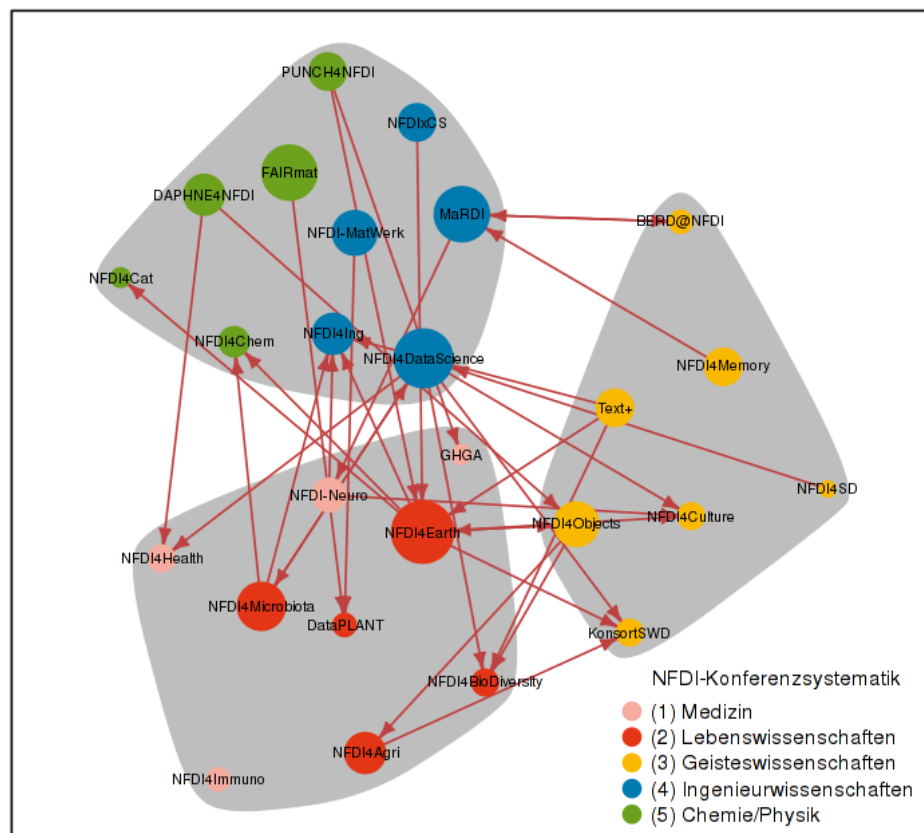 PUNCH4NFDI
NFDIxCS
FAIRmat
DAPHNE4NFDI
MaRDI
BERD@NFDI
NFDI-MatWerk
NFDI4Cat
NFDI4Chem
NFDI4Ing
NFDI4DataScience
NFDI4Memory
Text+
GHGA
NFDI-Neuro
NFDI4SD
NFDI4Earth
NFDI4Objects
NFDI4Culture
NFDI4Health
NFDI4Microbiota
DataPLANT
KonsortSWD
NFDI4BioDiversity
NFDI4Agri
NFDI4Immuno
NFDI-Konferenzsystematik
(1) Medizin
(2) Lebenswissenschaften
(3) Geisteswissenschaften
(4) Ingenieurwissenschaften
(5) Chemie/Physik